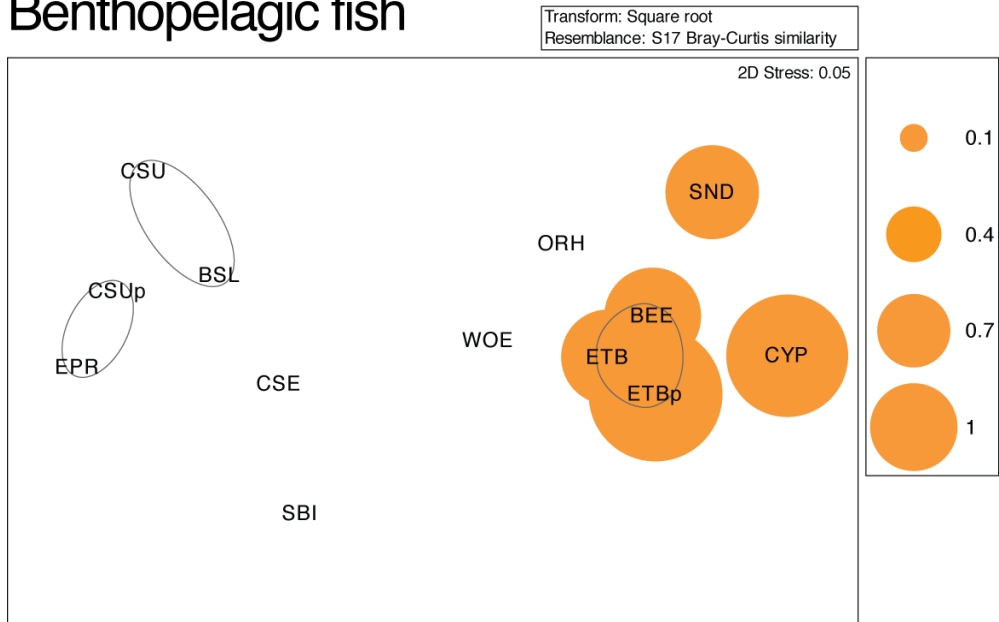 Benthopelagic fish
Transform: Square root
Resemblance: S17 Bray-Curtis similarity
2D Stress: 0.05
CSU
SND
ORH
BSL
CSUp
BEE
WOE
ETB
CYP
EPR
CSE
ETBp
SBI
0.1
0.4
0.7
1